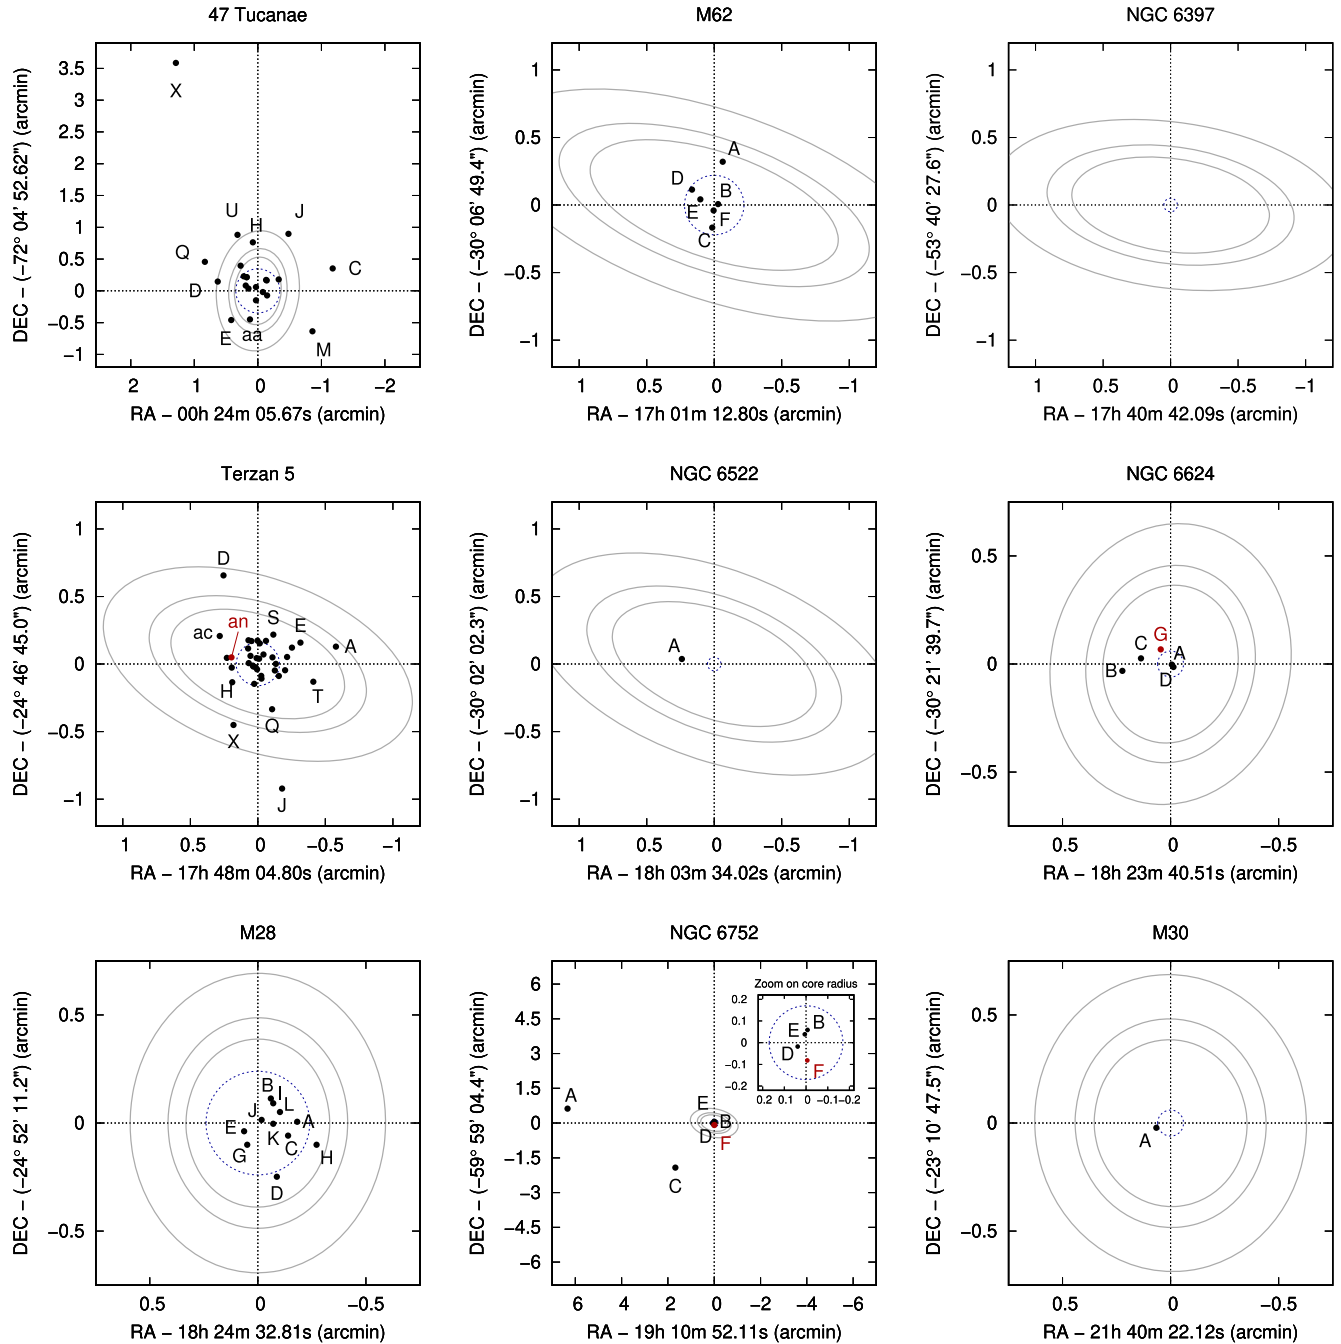 47 Tucanae
DEC − (−72° 04' 52.62") (arcmin)
3.5
3
2.5
2
1.5
1
0.5
0
−0.5
−1
X
U
H
J
Q
C
D
E
aa
M
2 1 0 −1 −2
RA − 00h 24m 05.67s (arcmin)
M62
DEC − (−30° 06' 49.4") (arcmin)
1
0.5
0
−0.5
−1
A
D
B
E
F
C
1 0.5 0 −0.5 −1
RA − 17h 01m 12.80s (arcmin)
NGC 6397
DEC − (−53° 40' 27.6") (arcmin)
1
0.5
0
−0.5
−1
1 0.5 0 −0.5 −1
RA − 17h 40m 42.09s (arcmin)
Terzan 5
DEC − (−24° 46' 45.0") (arcmin)
1
0.5
0
−0.5
−1
D
ac
an
S
E
A
H
T
Q
X
J
1 0.5 0 −0.5 −1
RA − 17h 48m 04.80s (arcmin)
NGC 6522
DEC − (−30° 02' 02.3") (arcmin)
1
0.5
0
−0.5
−1
A
1 0.5 0 −0.5 −1
RA − 18h 03m 34.02s (arcmin)
NGC 6624
DEC − (−30° 21' 39.7") (arcmin)
0.5
0
−0.5
G
C
A
B
D
0.5 0 −0.5
RA − 18h 23m 40.51s (arcmin)
M28
DEC − (−24° 52' 11.2") (arcmin)
0.5
0
−0.5
B
I
L
J
A
E
K
C
G
H
D
0.5 0 −0.5
RA − 18h 24m 32.81s (arcmin)
NGC 6752
DEC − (−59° 59' 04.4") (arcmin)
6
4.5
3
1.5
0
−1.5
−3
−4.5
−6
Zoom on core radius
0.2
0.1
0
−0.1
−0.2
B
E
D
F
0.2 0.1 0 −0.1 −0.2
A
E
B
D
F
C
6 4 2 0 −2 −4 −6
RA − 19h 10m 52.11s (arcmin)
M30
DEC − (−23° 10' 47.5") (arcmin)
0.5
0
−0.5
A
0.5 0 −0.5
RA − 21h 40m 22.12s (arcmin)